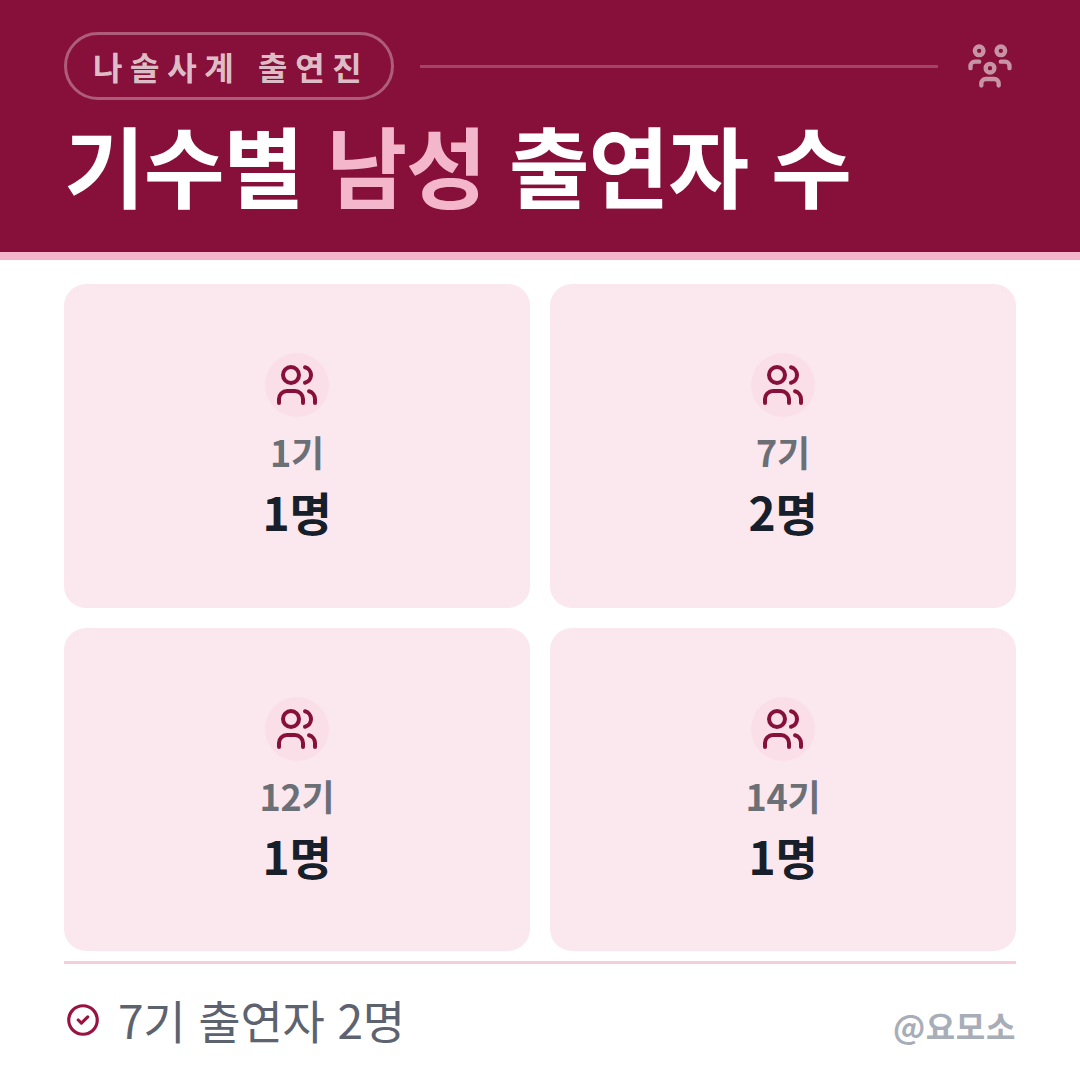 나솔사계 출연진
기수별 남성 출연자 수
1기
1명
7기
2명
12기
1명
14기
1명
7기 출연자 2명
@요모소